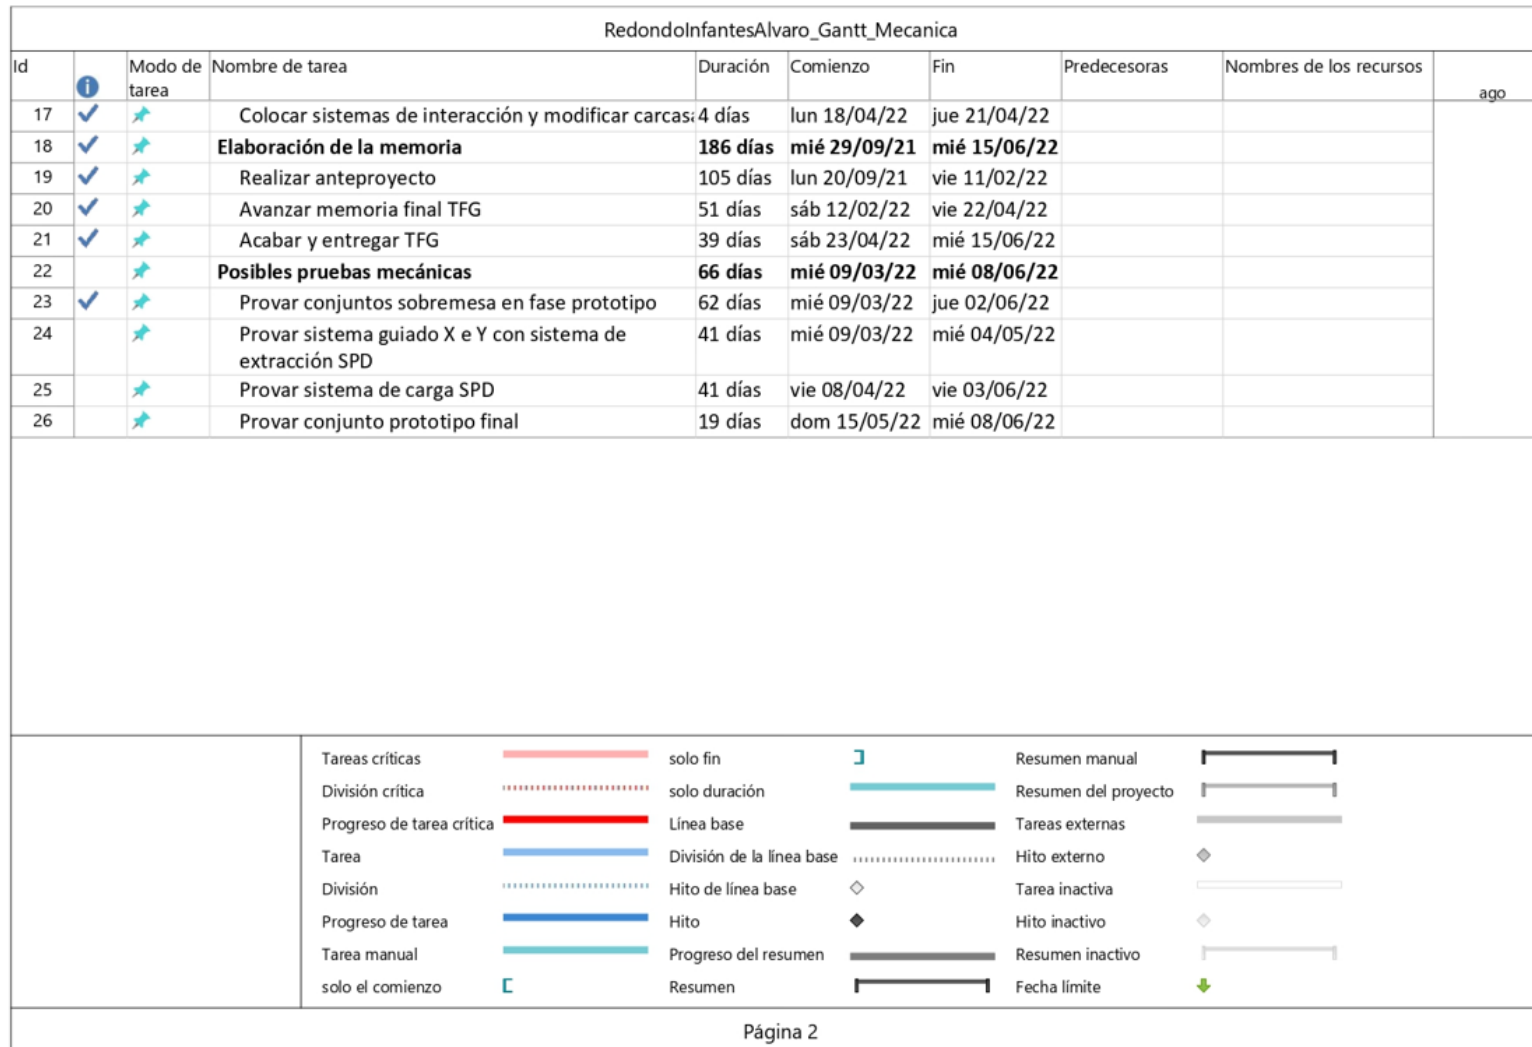 RedondoInfantesAlvaro_Gantt_Mecanica
Id Modo de tarea Nombre de tarea Duración Comienzo Fin Predecesoras Nombres de los recursos ago
17 Colocar sistemas de interacción y modificar carcasa 4 días lun 18/04/22 jue 21/04/22
18 Elaboración de la memoria 186 días mié 29/09/21 mié 15/06/22
19 Realizar anteproyecto 105 días lun 20/09/21 vie 11/02/22
20 Avanzar memoria final TFG 51 días sáb 12/02/22 vie 22/04/22
21 Acabar y entregar TFG 39 días sáb 23/04/22 mié 15/06/22
22 Posibles pruebas mecánicas 66 días mié 09/03/22 mié 08/06/22
23 Provar conjuntos sobremesa en fase prototipo 62 días mié 09/03/22 jue 02/06/22
24 Provar sistema guiado X e Y con sistema de 41 días mié 09/03/22 mié 04/05/22
extracción SPD
25 Provar sistema de carga SPD 41 días vie 08/04/22 vie 03/06/22
26 Provar conjunto prototipo final 19 días dom 15/05/22 mié 08/06/22
Tareas críticas solo fin Resumen manual
División crítica solo duración Resumen del proyecto
Progreso de tarea crítica Línea base Tareas externas
Tarea División de la línea base Hito externo
División Hito de línea base Tarea inactiva
Progreso de tarea Hito Hito inactivo
Tarea manual Progreso del resumen Resumen inactivo
solo el comienzo Resumen Fecha límite
Página 2